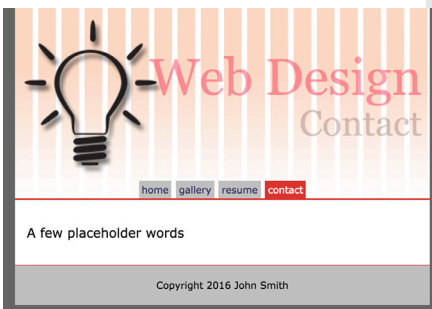 Web Design
Contact
home gallery resume contact
A few placeholder words
Copyright 2016 John Smith